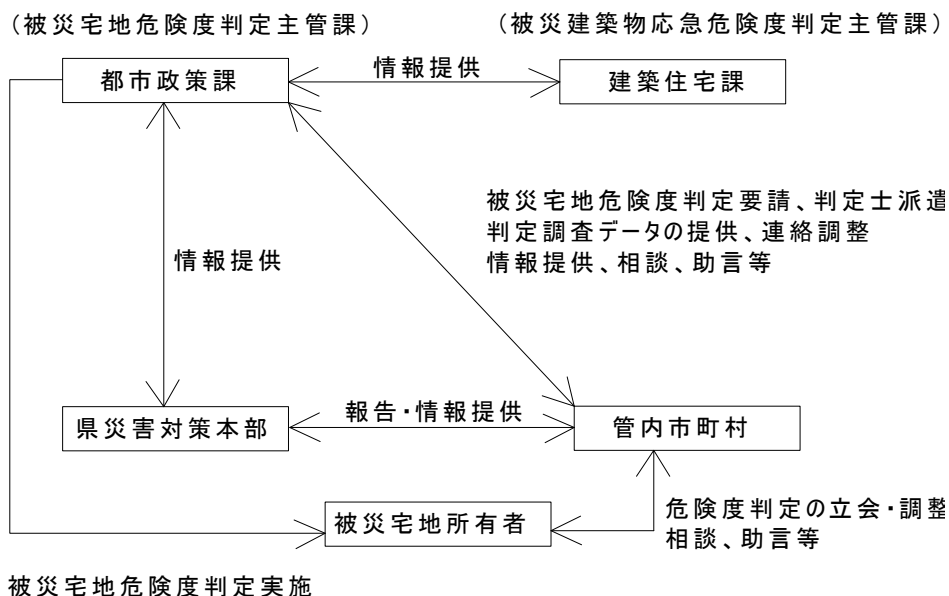 (被災宅地危険度判定主管課)
(被災建築物応急危険度判定主管課)
都市政策課
情報提供
建築住宅課
被災宅地危険度判定要請、判定士派遣
判定調査データの提供、連絡調整
情報提供、相談、助言等
情報提供
県災害対策本部
報告・情報提供
管内市町村
危険度判定の立会・調整
相談、助言等
被災宅地所有者
被災宅地危険度判定実施